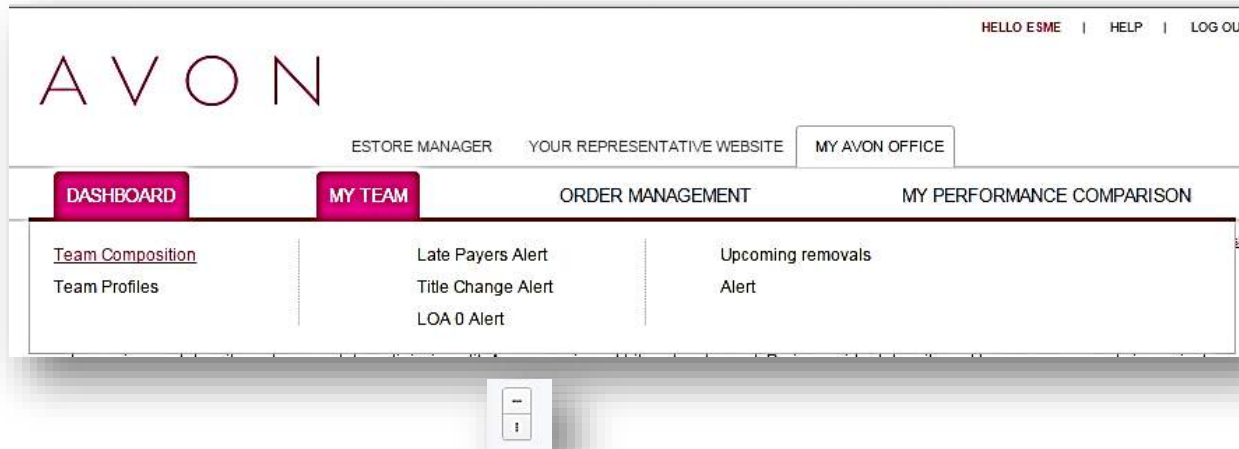 HELLO ESME | HELP | LOG OU
AVON
ESTORE MANAGER YOUR REPRESENTATIVE WEBSITE MY AVON OFFICE
DASHBOARD MY TEAM ORDER MANAGEMENT MY PERFORMANCE COMPARISON
Team Composition Late Payers Alert Upcoming removals
Team Profiles Title Change Alert Alert
LOA 0 Alert